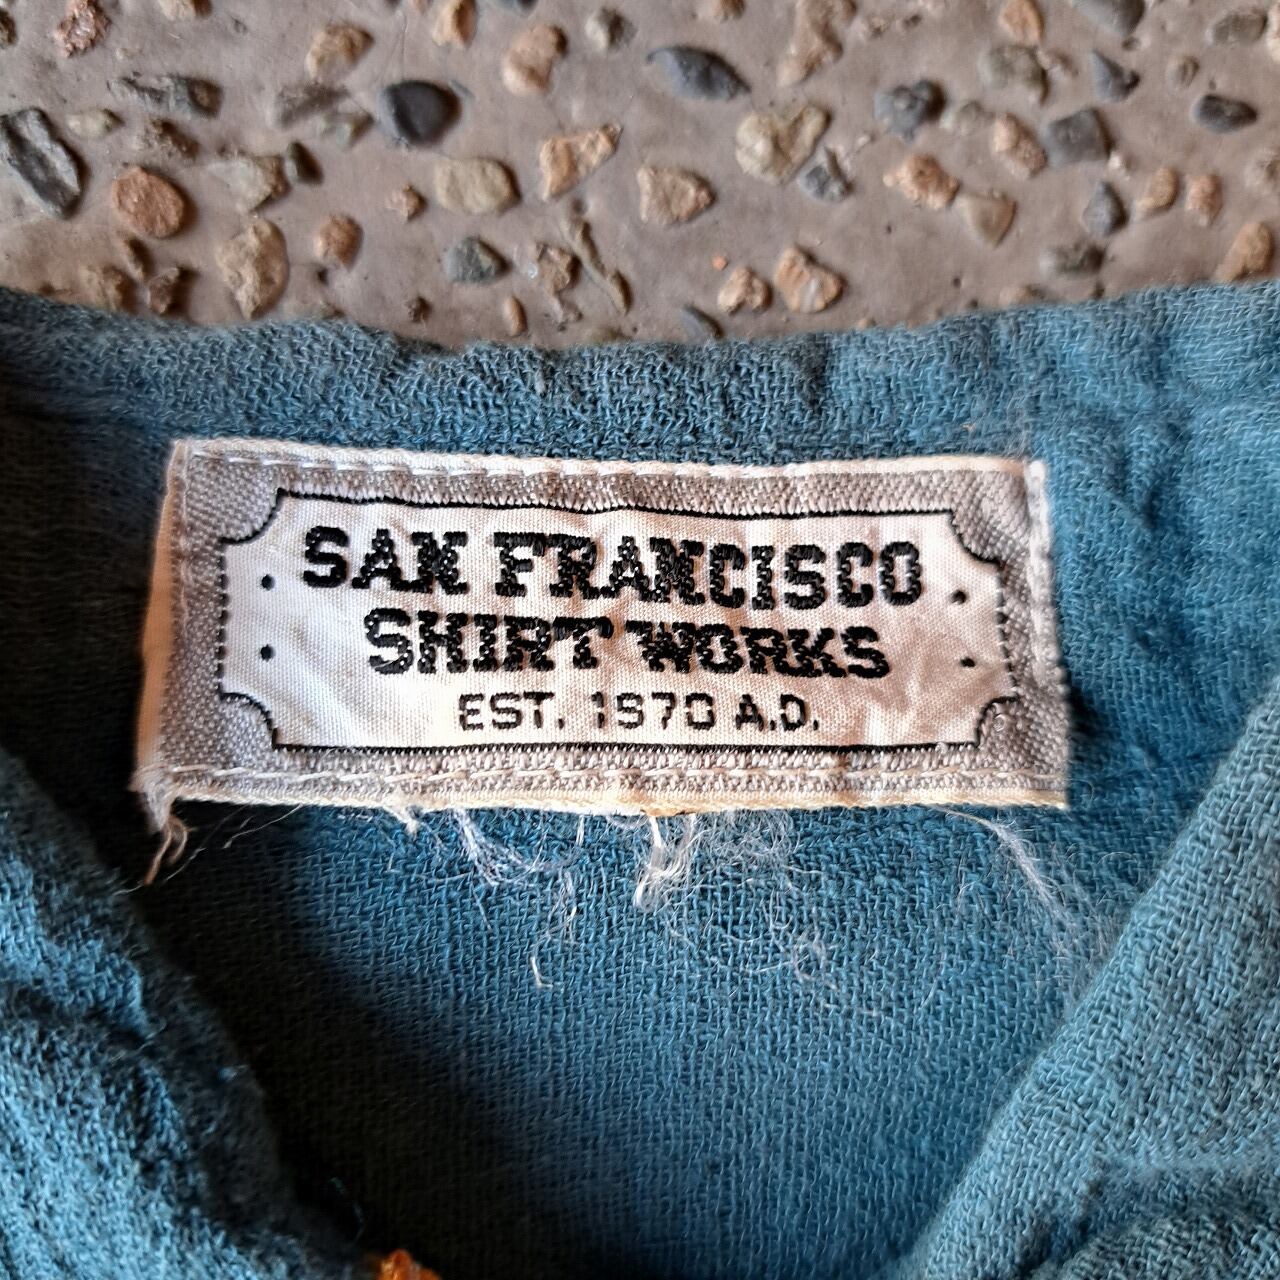 SAN FRANCISCO
SHIRT WORKS
EST. 1970 A.D.